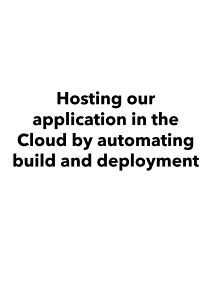 Hosting our
application in the
Cloud by automating
build and deployment